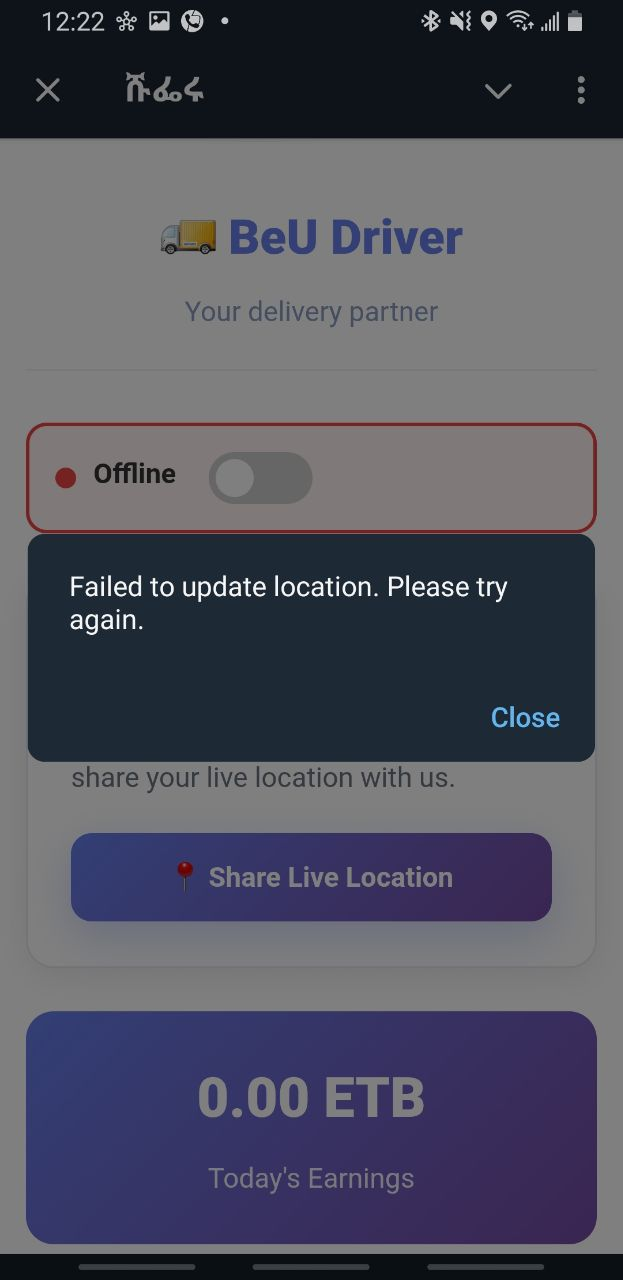 12:22
ሹፌሩ
BeU Driver
Your delivery partner
Offline
Failed to update location. Please try
again.
Close
share your live location with us.
Share Live Location
0.00 ETB
Today's Earnings